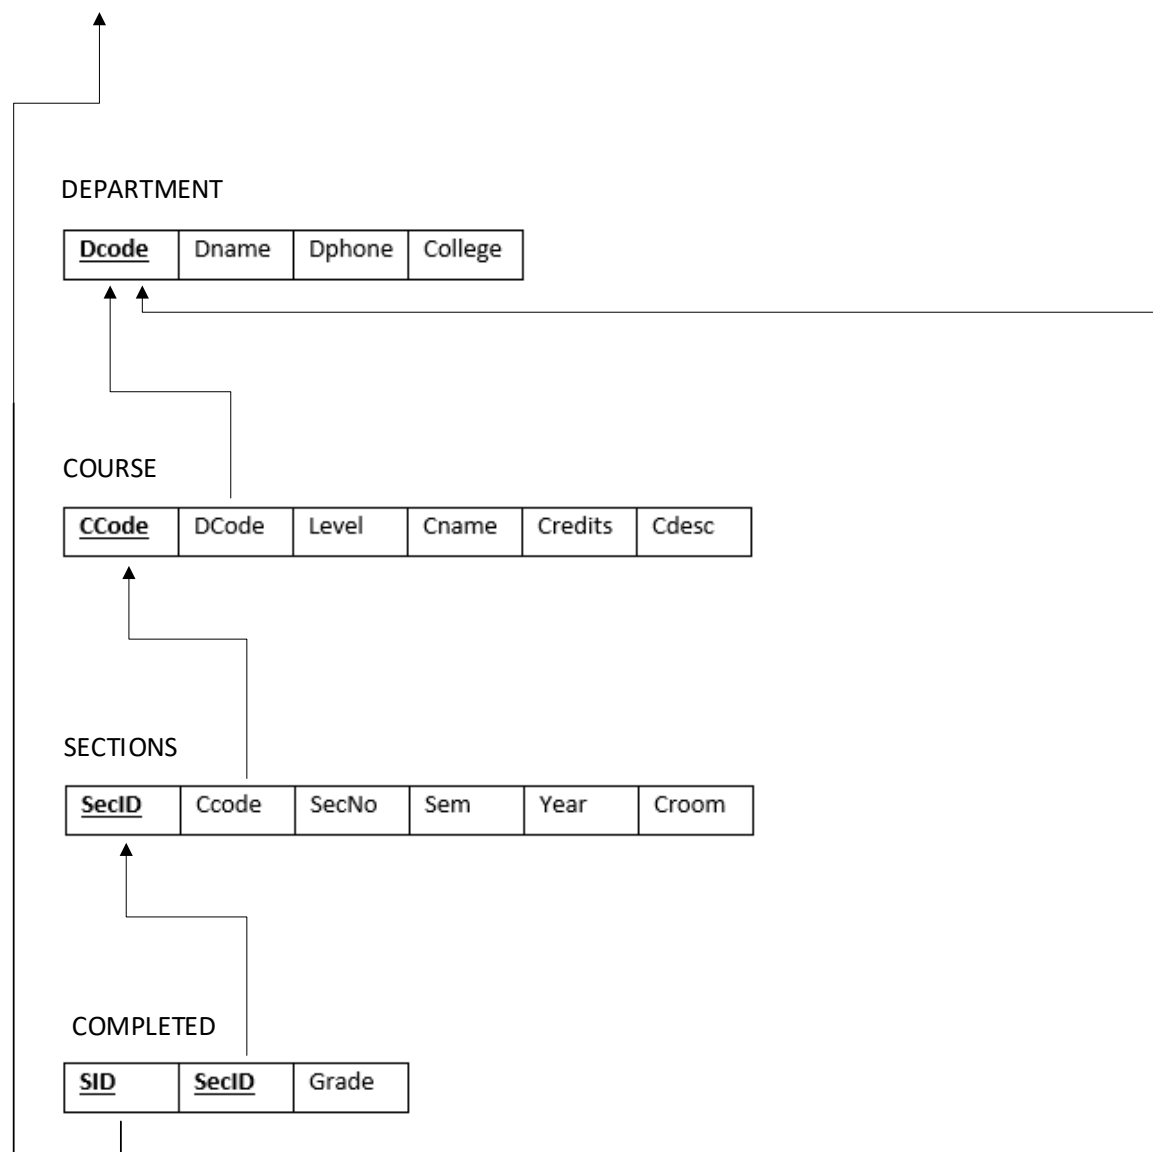 DEPARTMENT
Dcode Dname Dphone College
COURSE
CCode DCode Level Cname Credits Cdesc
SECTIONS
SecID Ccode SecNo Sem Year Croom
COMPLETED
SID SecID Grade